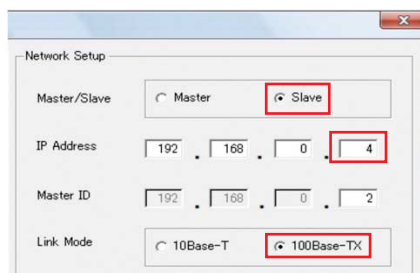 Network Setup
Master/Slave Master Slave
IP Address 192 . 168 . 0 . 4
Master ID 192 . 168 . 0 . 2
Link Mode 10Base-T 100Base-TX